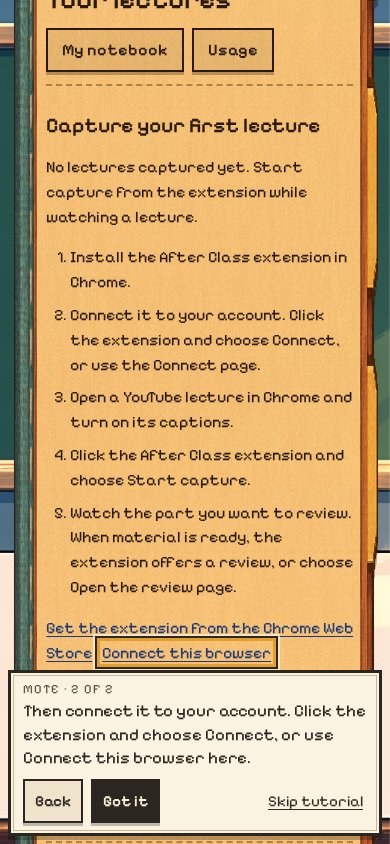 Your lectures
My notebook
Usage
Capture your first lecture
No lectures captured yet. Start
capture from the extension while
watching a lecture.
1. Install the After Class extension in
Chrome.
2. Connect it to your account. Click
the extension and choose Connect,
or use the Connect page.
3. Open a YouTube lecture in Chrome and
turn on its captions.
4. Click the After Class extension and
choose Start capture.
5. Watch the part you want to review.
When material is ready, the
extension offers a review, or choose
Open the review page.
Get the extension from the Chrome Web
Store Connect this browser
MOTE · 2 OF 2
Then connect it to your account. Click the
extension and choose Connect, or use
Connect this browser here.
Back
Got it
Skip tutorial